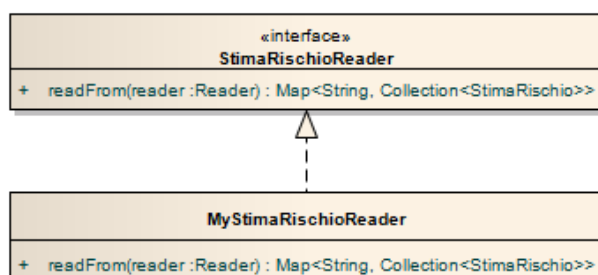 «interface»
StimaRischioReader
+ readFrom(reader :Reader) : Map<String, Collection<StimaRischio>>
MyStimaRischioReader
+ readFrom(reader :Reader) : Map<String, Collection<StimaRischio>>